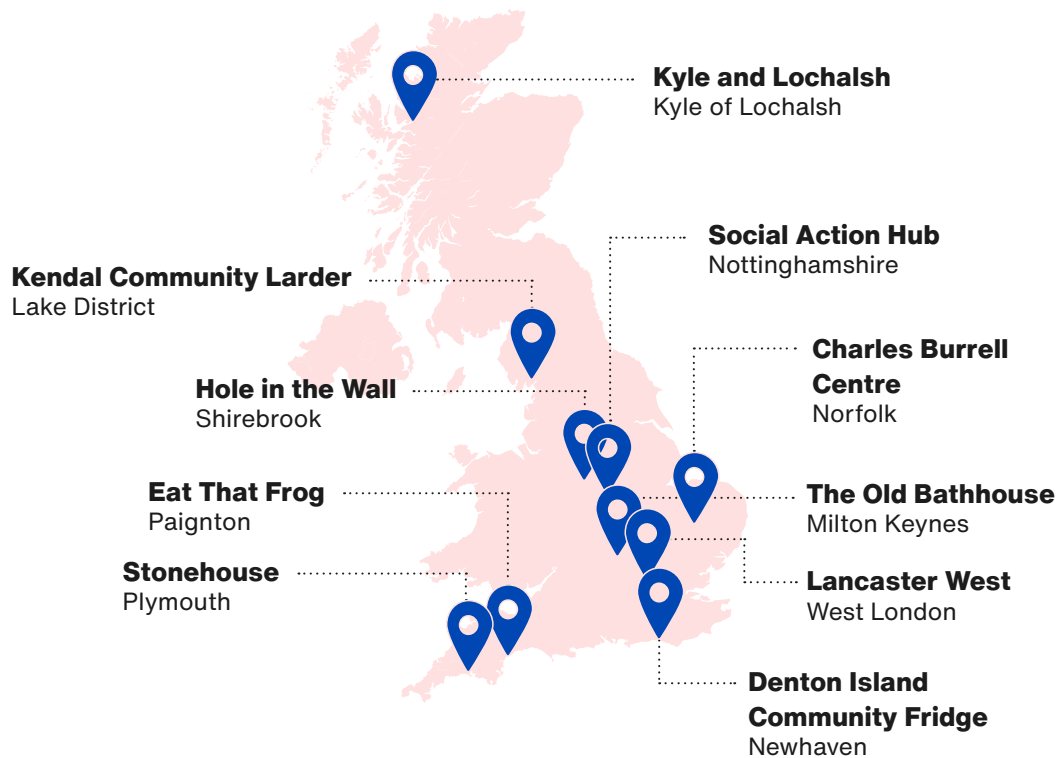 Kyle and Lochalsh
Kyle of Lochalsh
Social Action Hub
Nottinghamshire
Kendal Community Larder
Lake District
Charles Burrell
Centre
Norfolk
Hole in the Wall
Shirebrook
Eat That Frog
Paignton
The Old Bathhouse
Milton Keynes
Stonehouse
Plymouth
Lancaster West
West London
Denton Island
Community Fridge
Newhaven